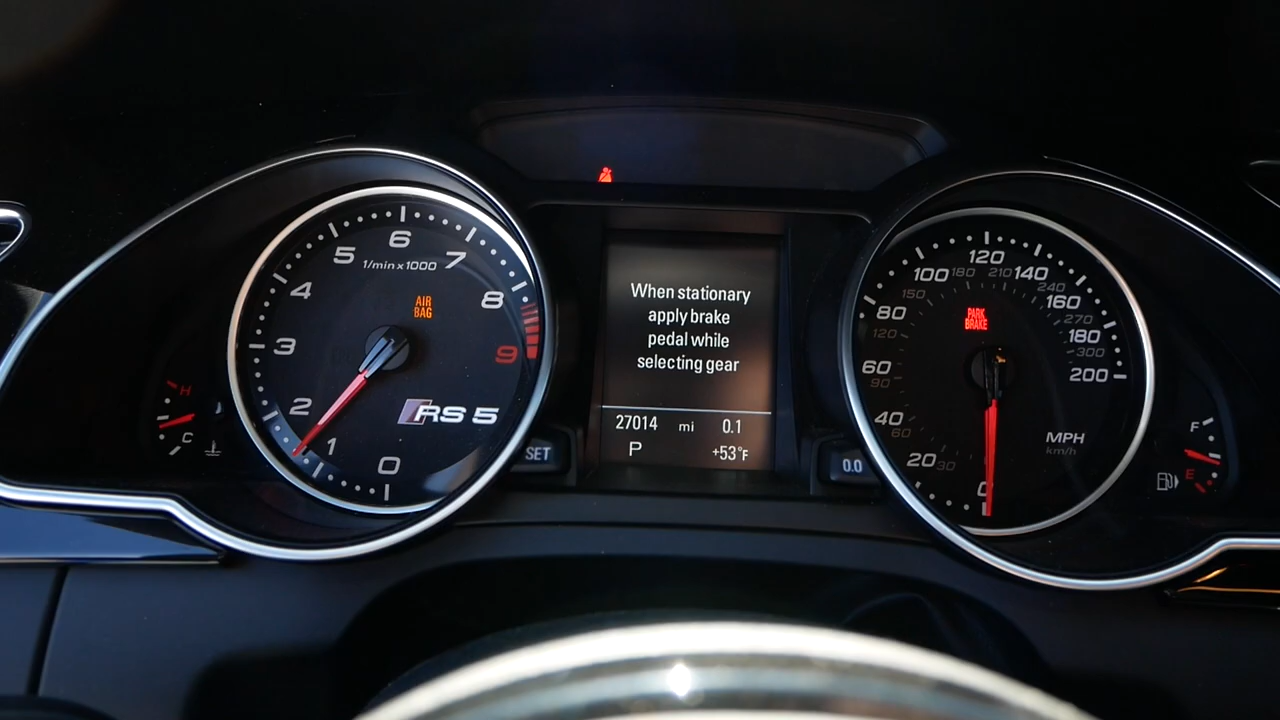 0
1
2
3
4
5
6
7
8
9
1/min x 1000
AIR
BAG
RS 5
H
C
SET
When stationary
apply brake
pedal while
selecting gear
27014 mi 0.1
P +53°F
0.0
0
20
30
40
60
60
90
80
120
100
150
120
180
210
140
240
160
270
180
300
200
PARK
BRAKE
MPH
km/h
F
E